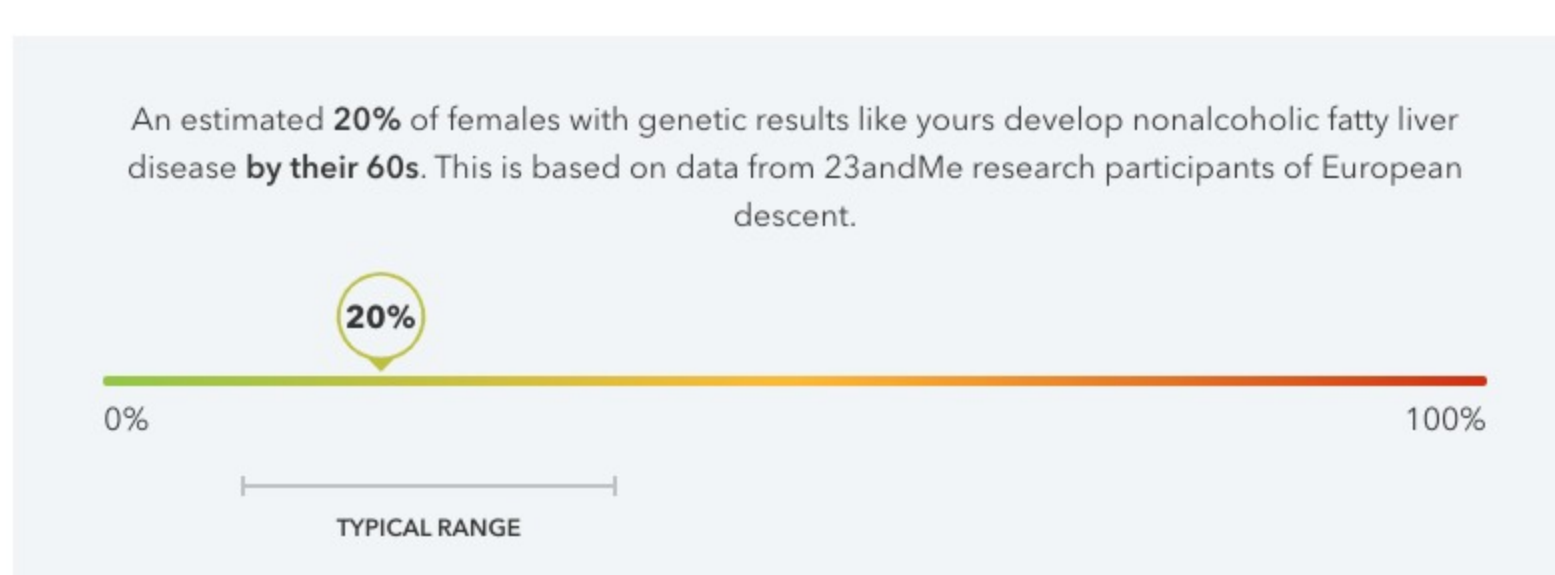 An estimated 20% of females with genetic results like yours develop nonalcoholic fatty liver
disease by their 60s. This is based on data from 23andMe research participants of European
descent.
20%
0%
100%
TYPICAL RANGE